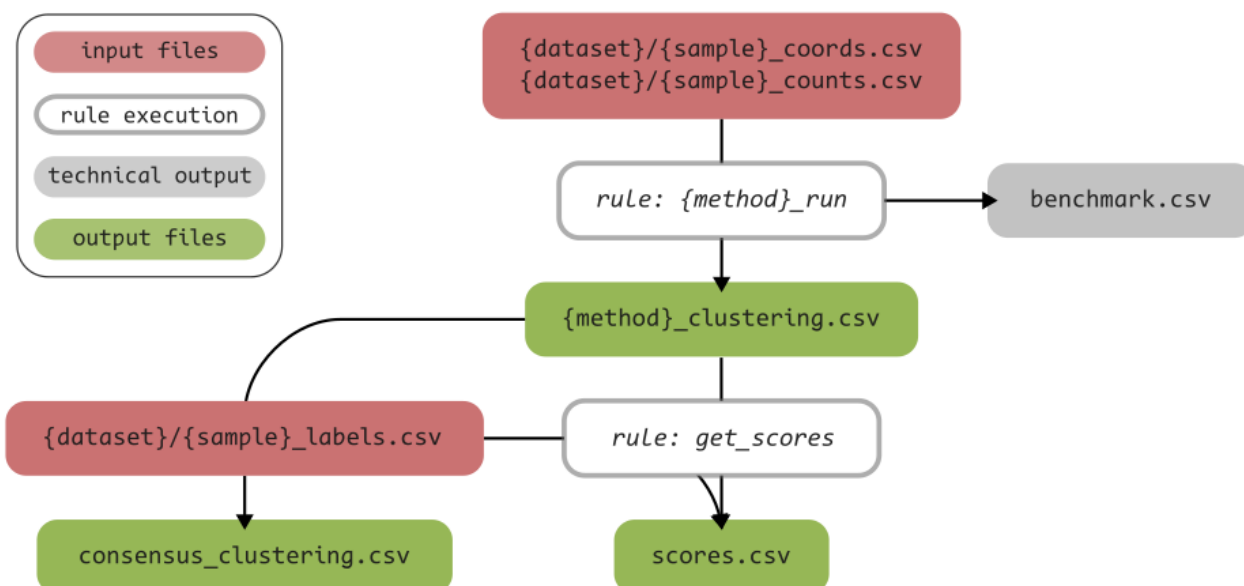 input files
rule execution
technical output
output files
{dataset}/{sample}_coords.csv
{dataset}/{sample}_counts.csv
rule: {method}_run
benchmark.csv
{method}_clustering.csv
{dataset}/{sample}_labels.csv
rule: get_scores
consensus_clustering.csv
scores.csv